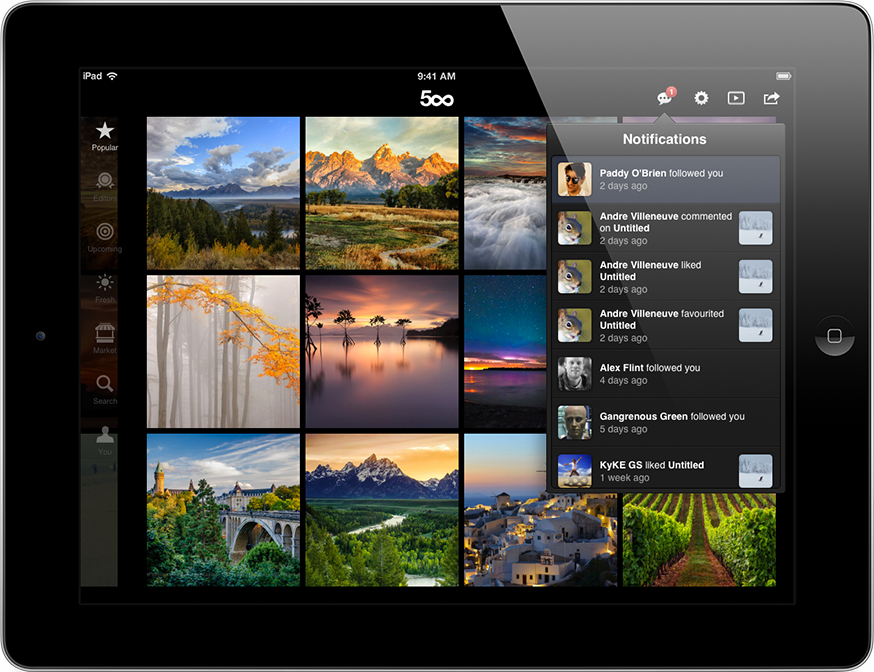 iPad
9:41 AM
500
1
Popular
Editors
Upcoming
Fresh
Market
Search
You
Notifications
Paddy O'Brien followed you
2 days ago
Andre Villeneuve commented
on Untitled
2 days ago
Andre Villeneuve liked
Untitled
2 days ago
Andre Villeneuve favourited
Untitled
2 days ago
Alex Flint followed you
4 days ago
Gangrenous Green followed you
5 days ago
KyKE GS liked Untitled
1 week ago